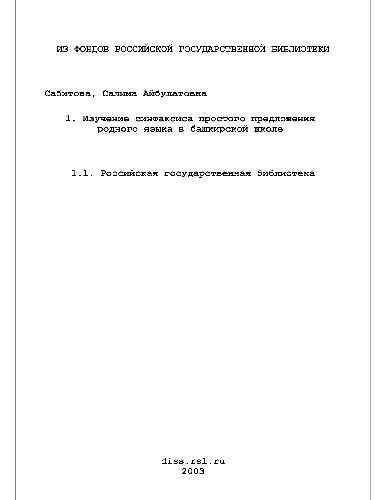 ИЗ ФОНДОВ РОССИЙСКОЙ ГОСУДАРСТВЕННОЙ БИБЛИОТЕКИ
Сабитова, Салима Айбулатовна
1. Изучение синтаксиса простого предложения
родного языка в башкирской школе
1.1. Российская государственная библиотека
diss.rsl.ru
2003